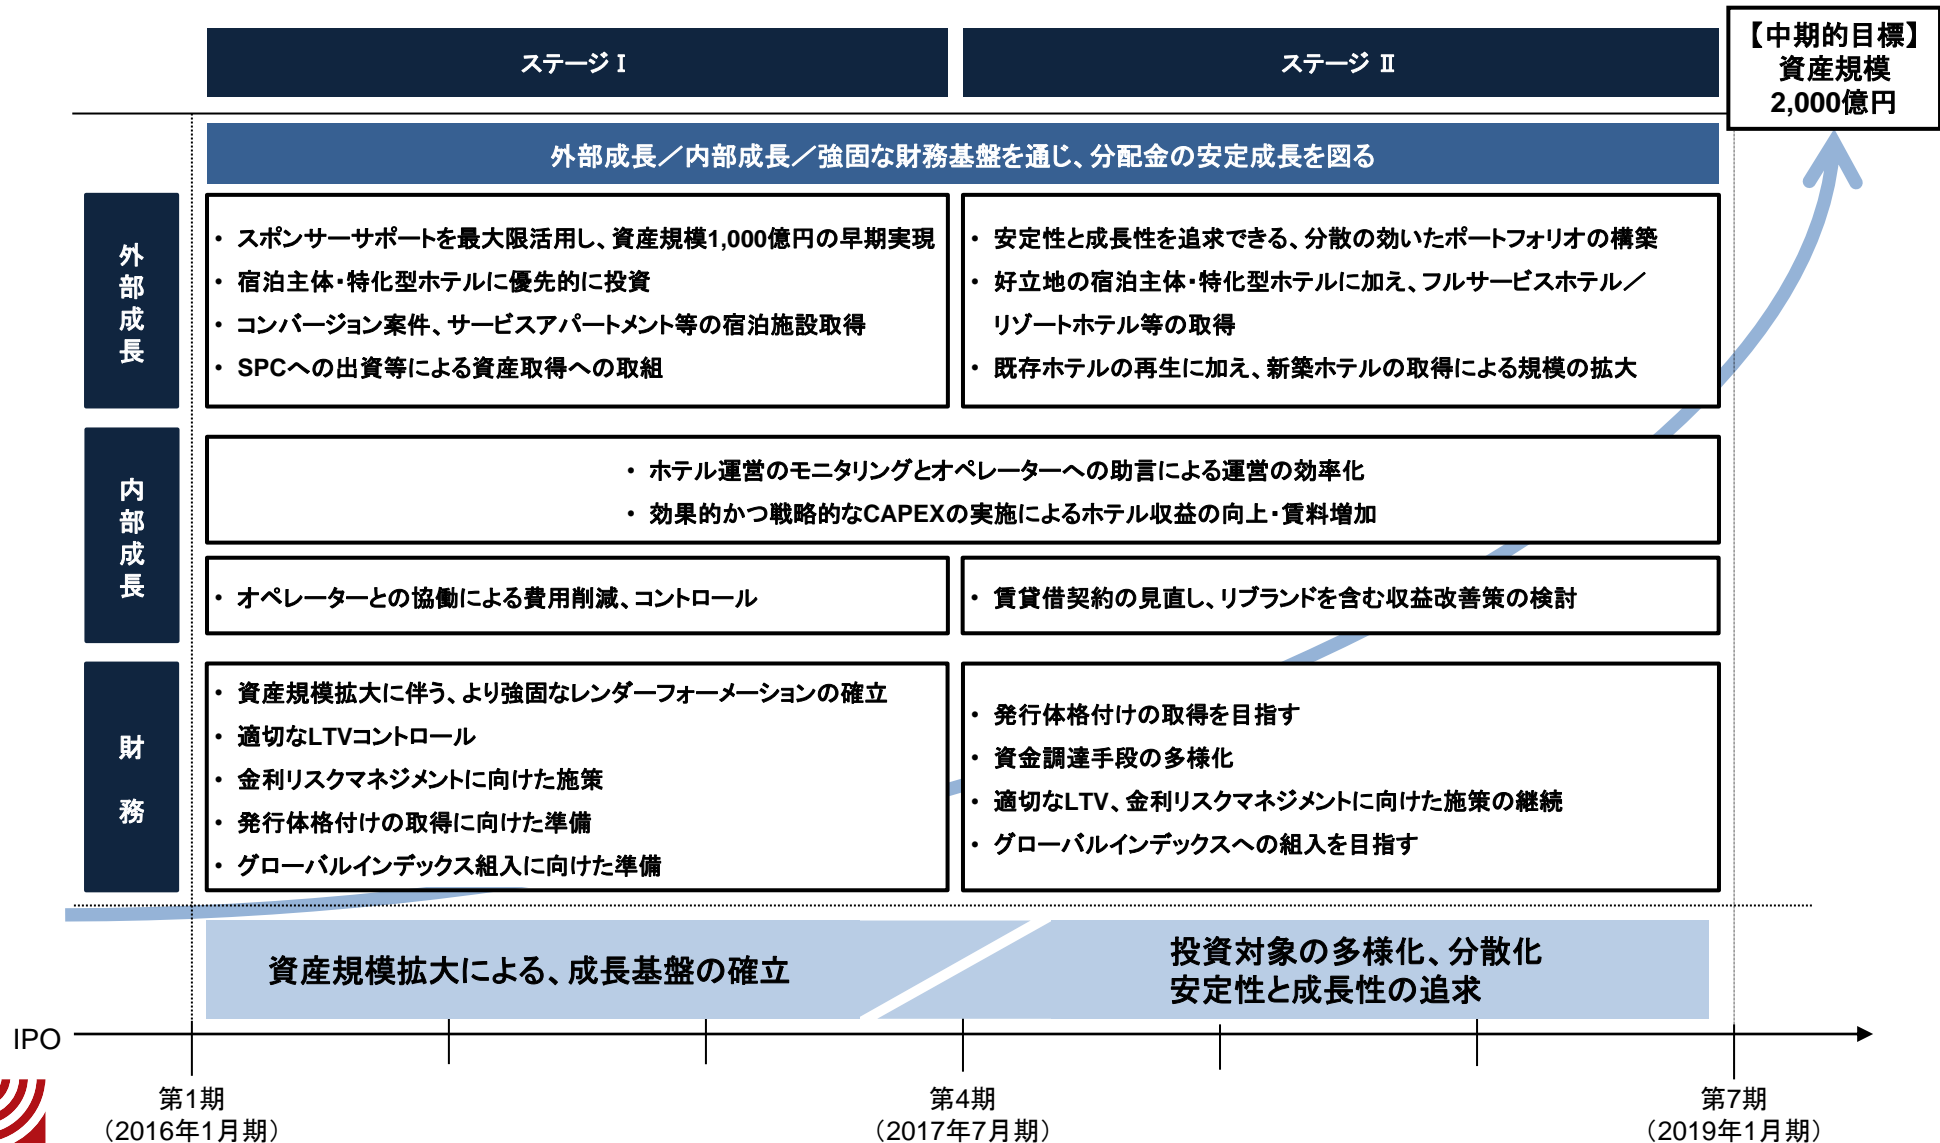 ステージ I
ステージ Ⅱ
【中期的目標】
資産規模
2,000億円
外部成長／内部成長／強固な財務基盤を通じ、分配金の安定成長を図る
外部成長
・ スポンサーサポートを最大限活用し、資産規模1,000億円の早期実現
・ 宿泊主体・特化型ホテルに優先的に投資
・ コンバージョン案件、サービスアパートメント等の宿泊施設取得
・ SPCへの出資等による資産取得への取組
・ 安定性と成長性を追求できる、分散の効いたポートフォリオの構築
・ 好立地の宿泊主体・特化型ホテルに加え、フルサービスホテル／
リゾートホテル等の取得
・ 既存ホテルの再生に加え、新築ホテルの取得による規模の拡大
内部成長
・ ホテル運営のモニタリングとオペレーターへの助言による運営の効率化
・ 効果的かつ戦略的なCAPEXの実施によるホテル収益の向上・賃料増加
・ オペレーターとの協働による費用削減、コントロール
・ 賃貸借契約の見直し、リブランドを含む収益改善策の検討
財務
・ 資産規模拡大に伴う、より強固なレンダーフォーメーションの確立
・ 適切なLTVコントロール
・ 金利リスクマネジメントに向けた施策
・ 発行体格付けの取得に向けた準備
・ グローバルインデックス組入に向けた準備
・ 発行体格付けの取得を目指す
・ 資金調達手段の多様化
・ 適切なLTV、金利リスクマネジメントに向けた施策の継続
・ グローバルインデックスへの組入を目指す
資産規模拡大による、成長基盤の確立
投資対象の多様化、分散化
安定性と成長性の追求
IPO
第1期
（2016年1月期）
第4期
（2017年7月期）
第7期
（2019年1月期）